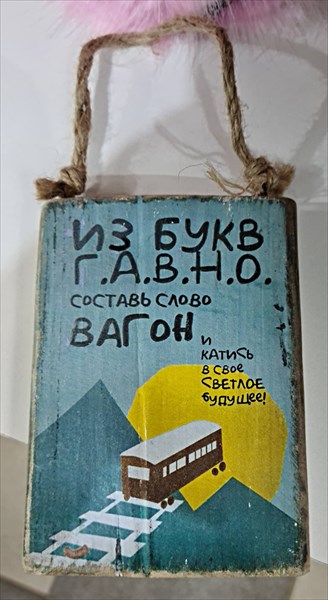 ИЗ БУКВ
Г.А.В.Н.О.
СОСТАВЬ СЛОВО
ВАГОН
И
КАТИСЬ
В СВОЕ
СВЕТЛОЕ
БУДУЩЕЕ!